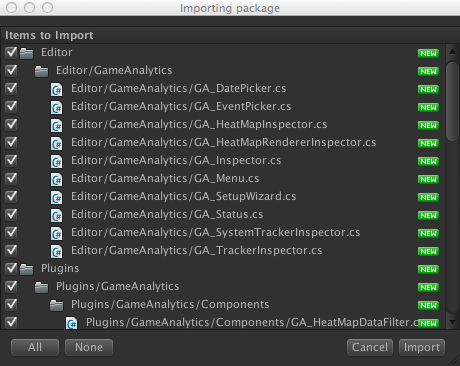 Importing package
Items to Import
Editor NEW
Editor/GameAnalytics NEW
Editor/GameAnalytics/GA_DatePicker.cs NEW
Editor/GameAnalytics/GA_EventPicker.cs NEW
Editor/GameAnalytics/GA_HeatMapInspector.cs NEW
Editor/GameAnalytics/GA_HeatMapRendererInspector.cs NEW
Editor/GameAnalytics/GA_Inspector.cs NEW
Editor/GameAnalytics/GA_Menu.cs NEW
Editor/GameAnalytics/GA_SetupWizard.cs NEW
Editor/GameAnalytics/GA_Status.cs NEW
Editor/GameAnalytics/GA_SystemTrackerInspector.cs NEW
Editor/GameAnalytics/GA_TrackerInspector.cs NEW
Plugins NEW
Plugins/GameAnalytics NEW
Plugins/GameAnalytics/Components NEW
Plugins/GameAnalytics/Components/GA_HeatMapDataFilter.c NEW
All None Cancel Import